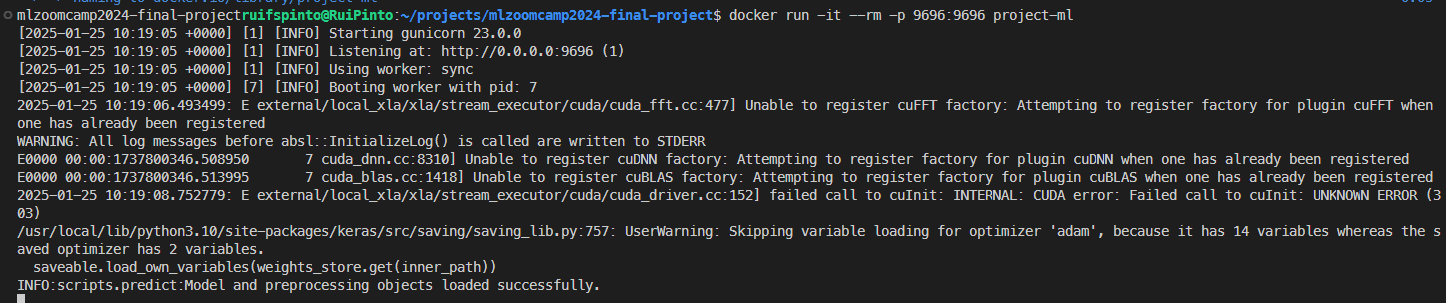 mlzoomcamp2024-final-projectruifspinto@RuiPinto:~/projects/mlzoomcamp2024-final-project$ docker run -it --rm -p 9696:9696 project-ml
[2025-01-25 10:19:05 +0000] [1] [INFO] Starting gunicorn 23.0.0
[2025-01-25 10:19:05 +0000] [1] [INFO] Listening at: http://0.0.0.0:9696 (1)
[2025-01-25 10:19:05 +0000] [1] [INFO] Using worker: sync
[2025-01-25 10:19:05 +0000] [7] [INFO] Booting worker with pid: 7
2025-01-25 10:19:06.493499: E external/local_xla/xla/stream_executor/cuda/cuda_fft.cc:477] Unable to register cuFFT factory: Attempting to register factory for plugin cuFFT when
one has already been registered
WARNING: All log messages before absl::InitializeLog() is called are written to STDERR
E0000 00:00:1737800346.508950       7 cuda_dnn.cc:8310] Unable to register cuDNN factory: Attempting to register factory for plugin cuDNN when one has already been registered
E0000 00:00:1737800346.513995       7 cuda_blas.cc:1418] Unable to register cuBLAS factory: Attempting to register factory for plugin cuBLAS when one has already been registered
2025-01-25 10:19:08.752779: E external/local_xla/xla/stream_executor/cuda/cuda_driver.cc:152] failed call to cuInit: INTERNAL: CUDA error: Failed call to cuInit: UNKNOWN ERROR (3
03)
/usr/local/lib/python3.10/site-packages/keras/src/saving/saving_lib.py:757: UserWarning: Skipping variable loading for optimizer 'adam', because it has 14 variables whereas the s
aved optimizer has 2 variables.
  saveable.load_own_variables(weights_store.get(inner_path))
INFO:scripts.predict:Model and preprocessing objects loaded successfully.